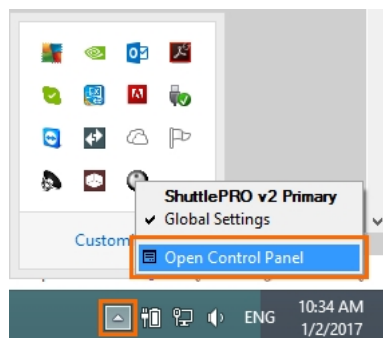 ShuttlePRO v2 Primary
Global Settings
Custom
Open Control Panel
ENG
10:34 AM
1/2/2017